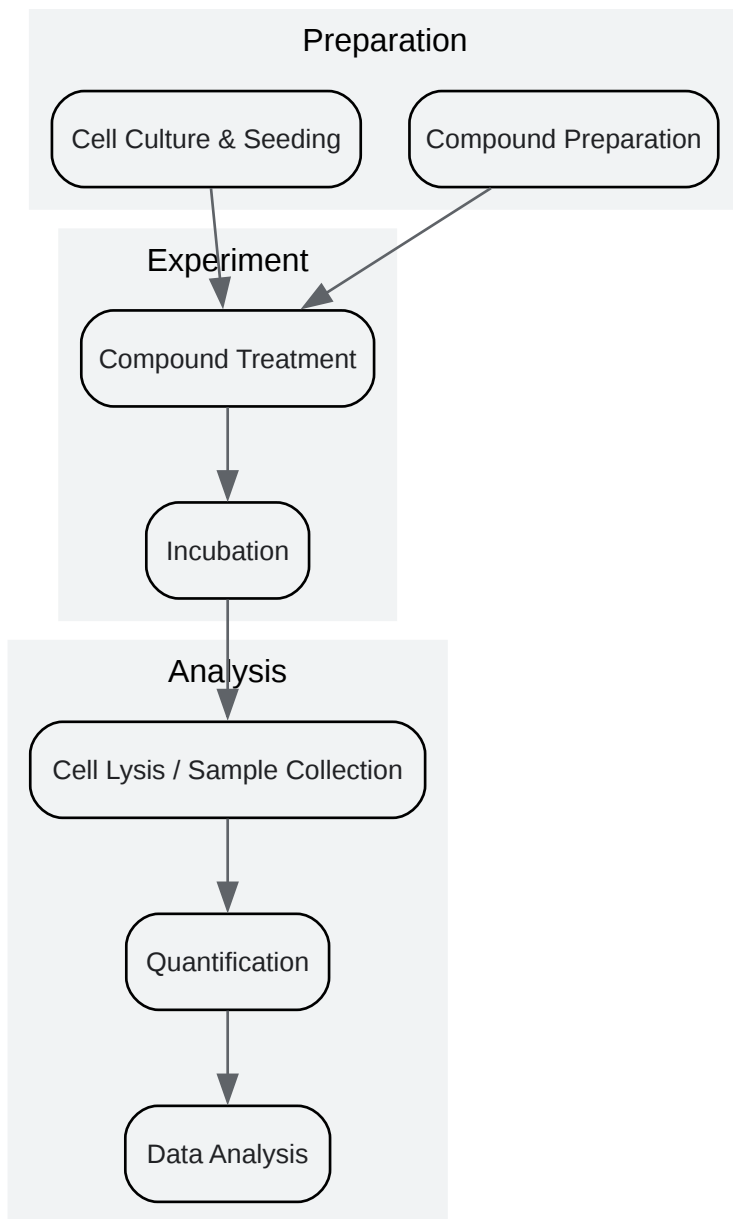 Preparation
Cell Culture & Seeding
Compound Preparation
Experiment
Compound Treatment
Incubation
Analysis
Cell Lysis / Sample Collection
Quantification
Data Analysis